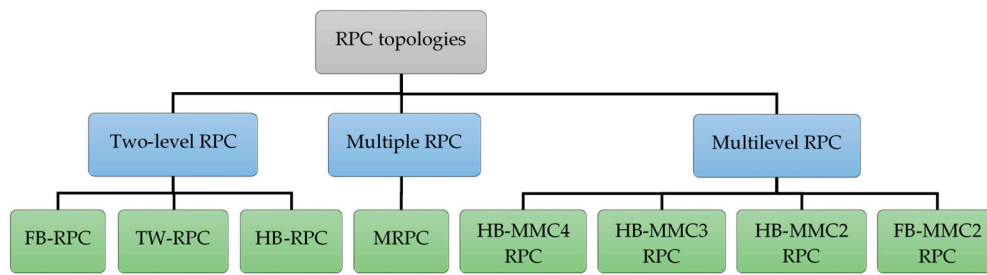 RPC topologies
Two-level RPC
Multiple RPC
Multilevel RPC
FB-RPC
TW-RPC
HB-RPC
MRPC
HB-MMC4
RPC
HB-MMC3
RPC
HB-MMC2
RPC
FB-MMC2
RPC